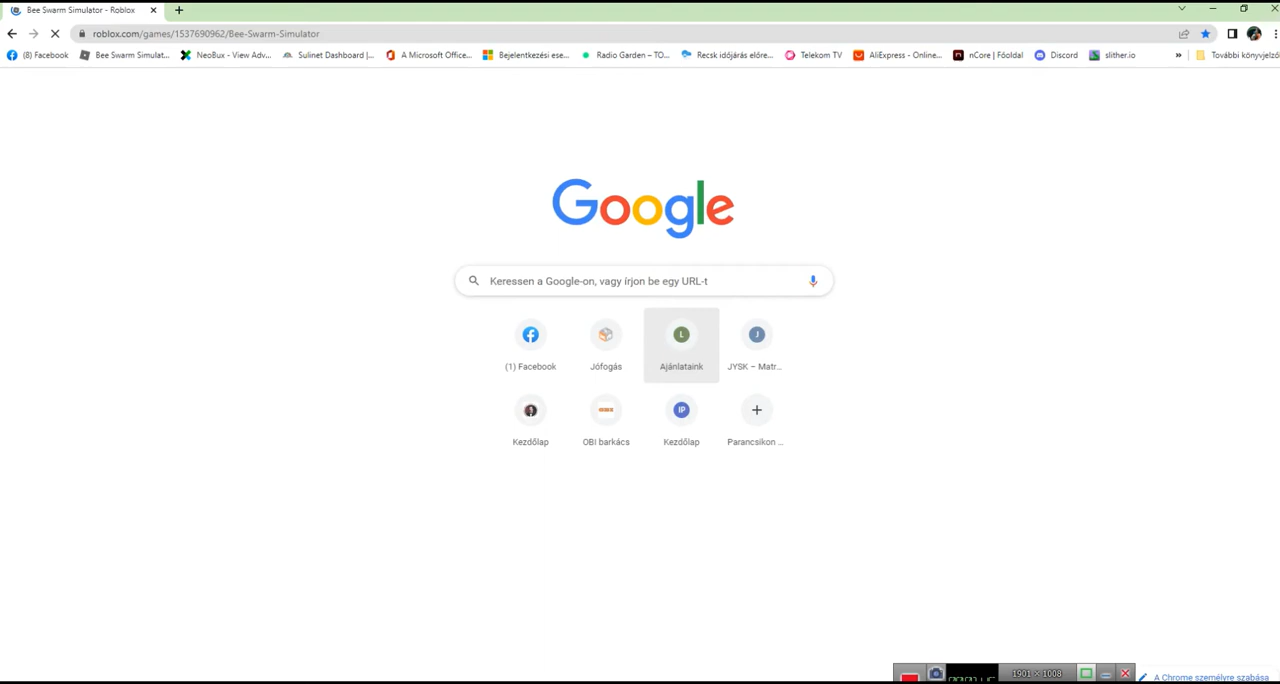 Bee Swarm Simulator - Roblox
roblox.com/games/1537690962/Bee-Swarm-Simulator
(8) Facebook Bee Swarm Simulat... NeoBux - View Adv... Sulinet Dashboard |... A Microsoft Office... Bejelentkezési ese... Radio Garden – TO... Recsk időjárás előre... Telekom TV AliExpress - Online... nCore | Főoldal Discord slither.io » További könyvjelző
Google
Keressen a Google-on, vagy írjon be egy URL-t
L J
(1) Facebook Jófogás Ajánlataink JYSK – Matr...
OBI IP
Kezdőlap OBI barkács Kezdőlap Parancsikon ...
1901 × 1008
A Chrome személyre szabása